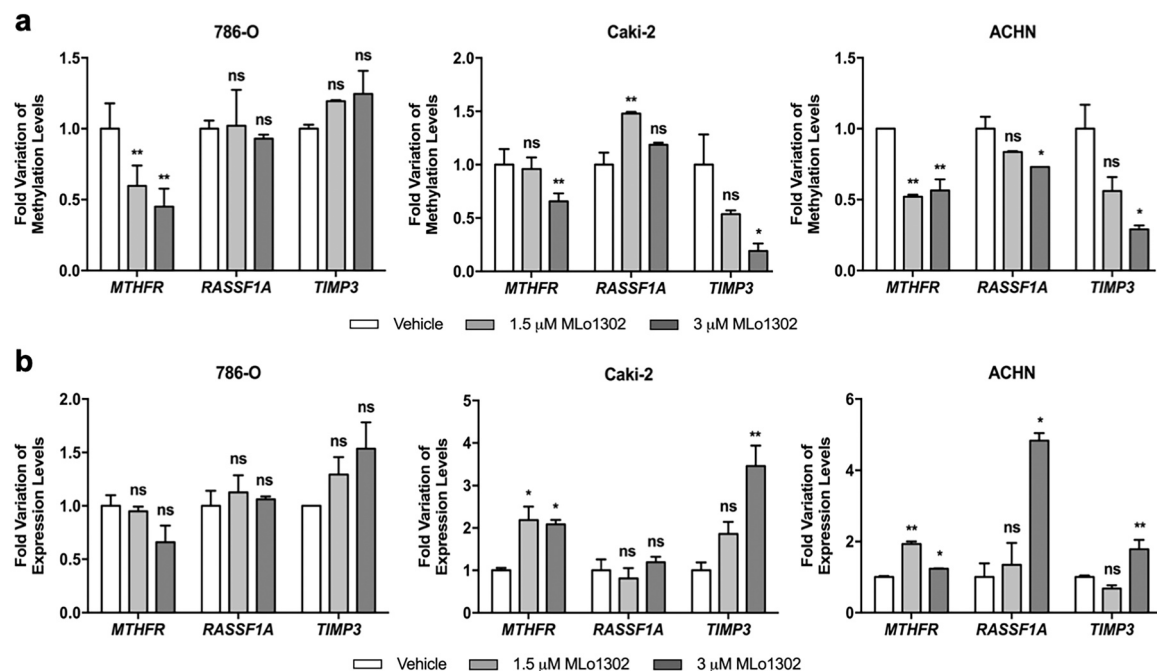 a
786-O
Fold Variation of
Methylation Levels
1.5
1.0
0.5
0.0
**
**
ns
ns
ns
ns
MTHFR
RASSF1A
TIMP3
Caki-2
Fold Variation of
Methylation Levels
2.0
1.5
1.0
0.5
0.0
ns
**
**
ns
ns
*
MTHFR
RASSF1A
TIMP3
ACHN
Fold Variation of
Methylation Levels
1.5
1.0
0.5
0.0
**
**
ns
*
ns
*
MTHFR
RASSF1A
TIMP3
Vehicle
1.5 μM MLo1302
3 μM MLo1302
b
786-O
Fold Variation of
Expression Levels
2.0
1.5
1.0
0.5
0.0
ns
ns
ns
ns
ns
ns
MTHFR
RASSF1A
TIMP3
Caki-2
Fold Variation of
Expression Levels
5
4
3
2
1
0
*
*
ns
ns
ns
**
MTHFR
RASSF1A
TIMP3
ACHN
Fold Variation of
Expression Levels
6
4
2
0
**
*
ns
*
ns
**
MTHFR
RASSF1A
TIMP3
Vehicle
1.5 μM MLo1302
3 μM MLo1302